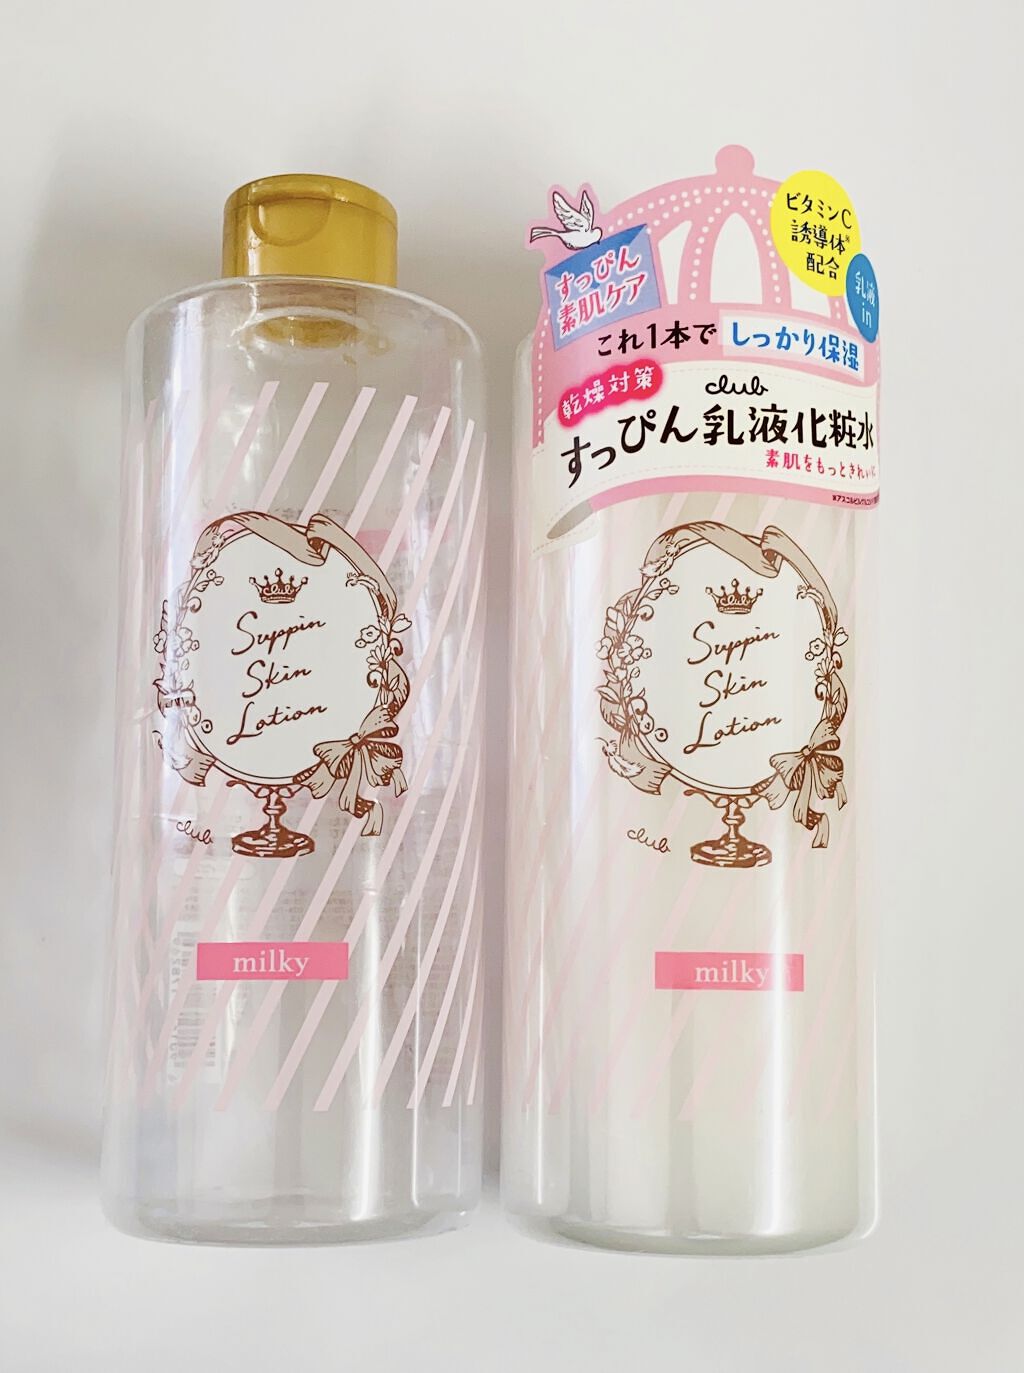 club
Suppin
Skin
Lotion
club
milky
ビタミンC
誘導体※
配合
乳液
in
すっぴん
素肌ケア
これ1本で しっかり保湿
乾燥対策
club
すっぴん乳液化粧水
素肌をもっときれいに
club
Suppin
Skin
Lotion
club
milky